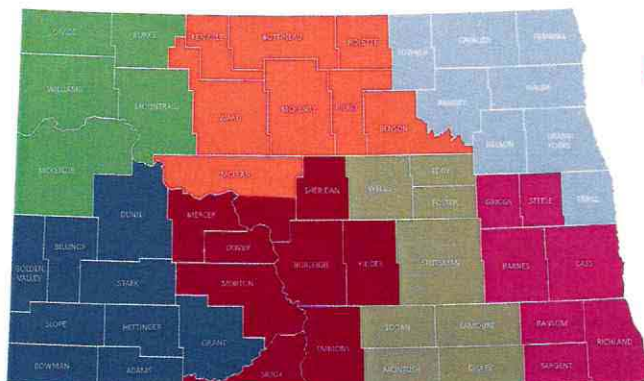 DIVIDE BURKE RENVILLE BOTTINEAU ROLETTE TOWNER CAVALIER PEMBINA
WILLIAMS MOUNTRAIL WARD MCHENRY PIERCE BENSON RAMSEY WALSH
NELSON GRAND
FORKS
MCKENZIE MCLEAN SHERIDAN WELLS EDDY
FOSTER GRIGGS STEELE TRAILL
DUNN MERCER
OLIVER
BILLINGS
GOLDEN
VALLEY STARK MORTON BURLEIGH KIDDER STUTSMAN BARNES CASS
SLOPE HETTINGER GRANT LOGAN LAMOURE RANSOM RICHLAND
BOWMAN ADAMS SIOUX EMMONS MCINTOSH DICKEY SARGENT